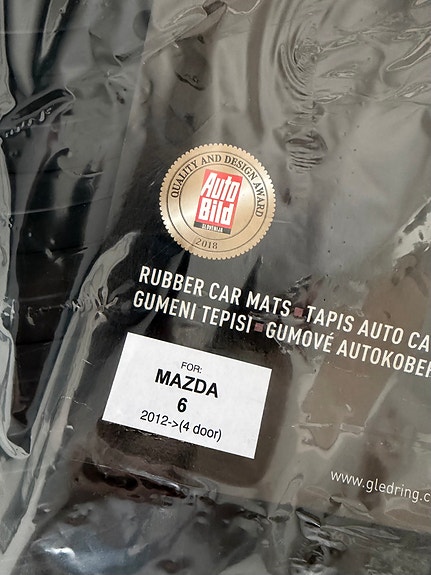 QUALITY AND DESIGN AWARD
Auto
Bild
SLOVENIJA
2018
RUBBER CAR MATS ▪ TAPIS AUTO CA
GUMENI TEPISI ▪ GUMOVÉ AUTOKOBER
FOR:
MAZDA
6
2012->(4 door)
www.gledring.c